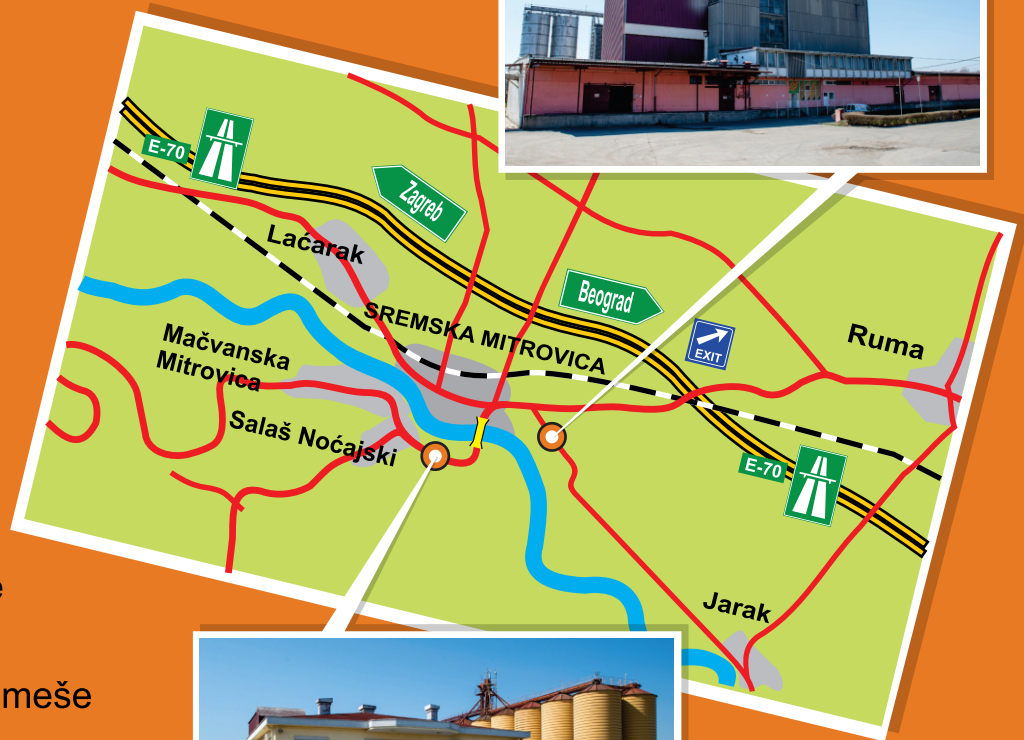 E-70
Zagreb
Laćarak
Beograd
SREMSKA MITROVICA
EXIT
Ruma
Mačvanska
Mitrovica
Salaš Noćajski
E-70
Jarak
e
meše